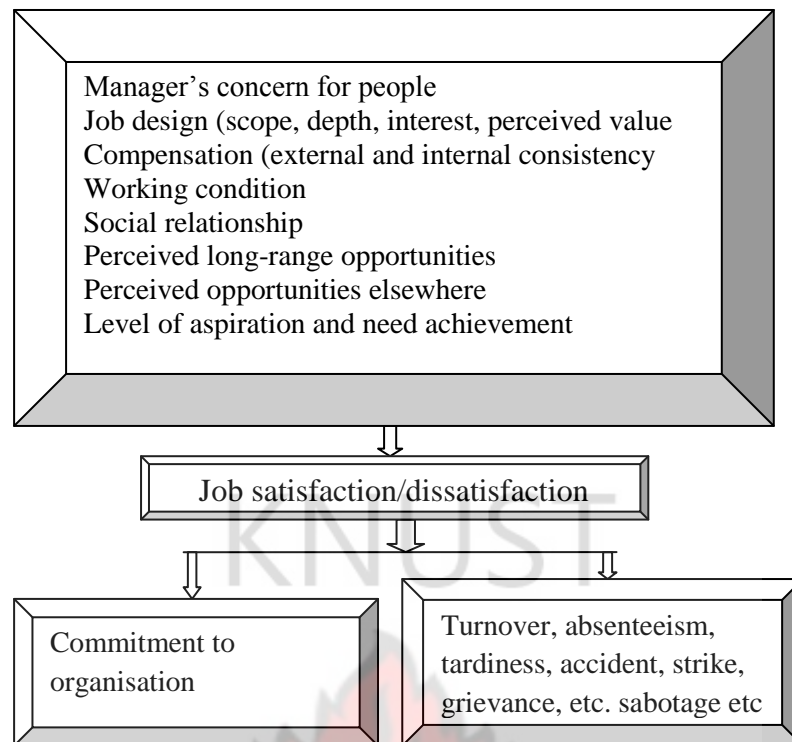 Manager’s concern for people
Job design (scope, depth, interest, perceived value
Compensation (external and internal consistency
Working condition
Social relationship
Perceived long-range opportunities
Perceived opportunities elsewhere
Level of aspiration and need achievement
Job satisfaction/dissatisfaction
KNUST
Commitment to
organisation
Turnover, absenteeism,
tardiness, accident, strike,
grievance, etc. sabotage etc